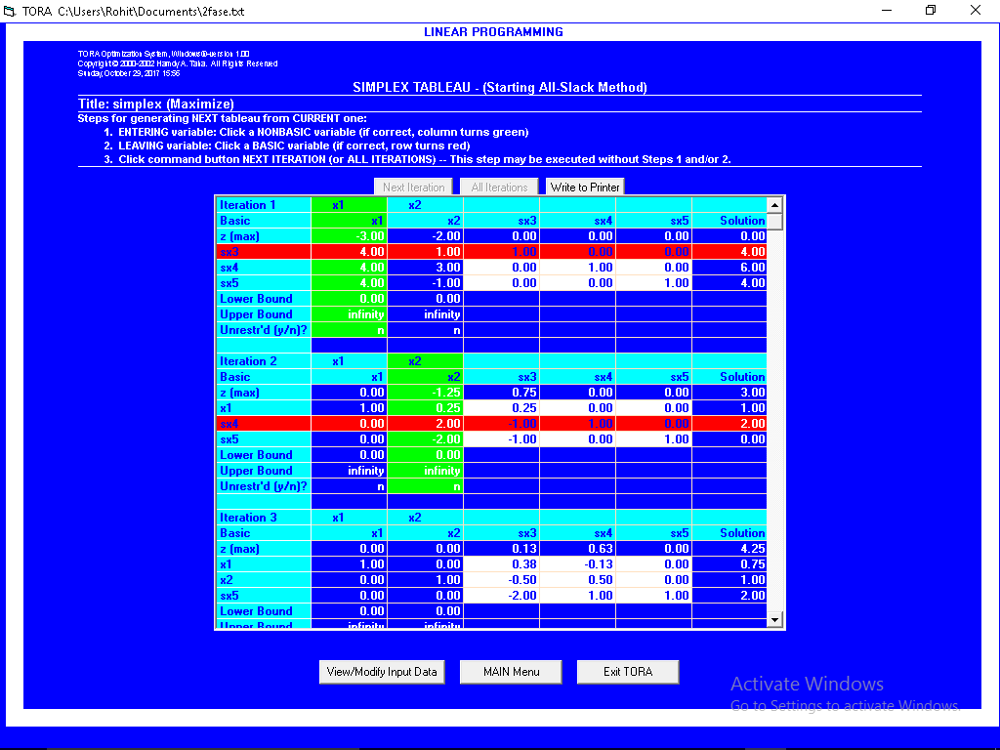 TORA C:\Users\Rohit\Documents\2fase.txt
LINEAR PROGRAMMING
TORA Optimization System, Windows®-version 1.00
Copyright © 2000-2002 Hamdy A. Taha. All Rights Reserved
Sunday, October 29, 2017 15:56
SIMPLEX TABLEAU - (Starting All-Slack Method)
Title: simplex (Maximize)
Steps for generating NEXT tableau from CURRENT one:
1. ENTERING variable: Click a NONBASIC variable (if correct, column turns green)
2. LEAVING variable: Click a BASIC variable (if correct, row turns red)
3. Click command button NEXT ITERATION (or ALL ITERATIONS) -- This step may be executed without Steps 1 and/or 2.
Next Iteration All Iterations Write to Printer
Iteration 1 x1 x2
Basic x1 x2 sx3 sx4 sx5 Solution
z (max) -3.00 -2.00 0.00 0.00 0.00 0.00
sx3 4.00 1.00 1.00 0.00 0.00 4.00
sx4 4.00 3.00 0.00 1.00 0.00 6.00
sx5 4.00 -1.00 0.00 0.00 1.00 4.00
Lower Bound 0.00 0.00
Upper Bound infinity infinity
Unrestr'd (y/n)? n n
Iteration 2 x1 x2
Basic x1 x2 sx3 sx4 sx5 Solution
z (max) 0.00 -1.25 0.75 0.00 0.00 3.00
x1 1.00 0.25 0.25 0.00 0.00 1.00
sx4 0.00 2.00 -1.00 1.00 0.00 2.00
sx5 0.00 -2.00 -1.00 0.00 1.00 0.00
Lower Bound 0.00 0.00
Upper Bound infinity infinity
Unrestr'd (y/n)? n n
Iteration 3 x1 x2
Basic x1 x2 sx3 sx4 sx5 Solution
z (max) 0.00 0.00 0.13 0.63 0.00 4.25
x1 1.00 0.00 0.38 -0.13 0.00 0.75
x2 0.00 1.00 -0.50 0.50 0.00 1.00
sx5 0.00 0.00 -2.00 1.00 1.00 2.00
Lower Bound 0.00 0.00
Upper Bound infinity infinity
View/Modify Input Data MAIN Menu Exit TORA
Activate Windows
Go to Settings to activate Windows.